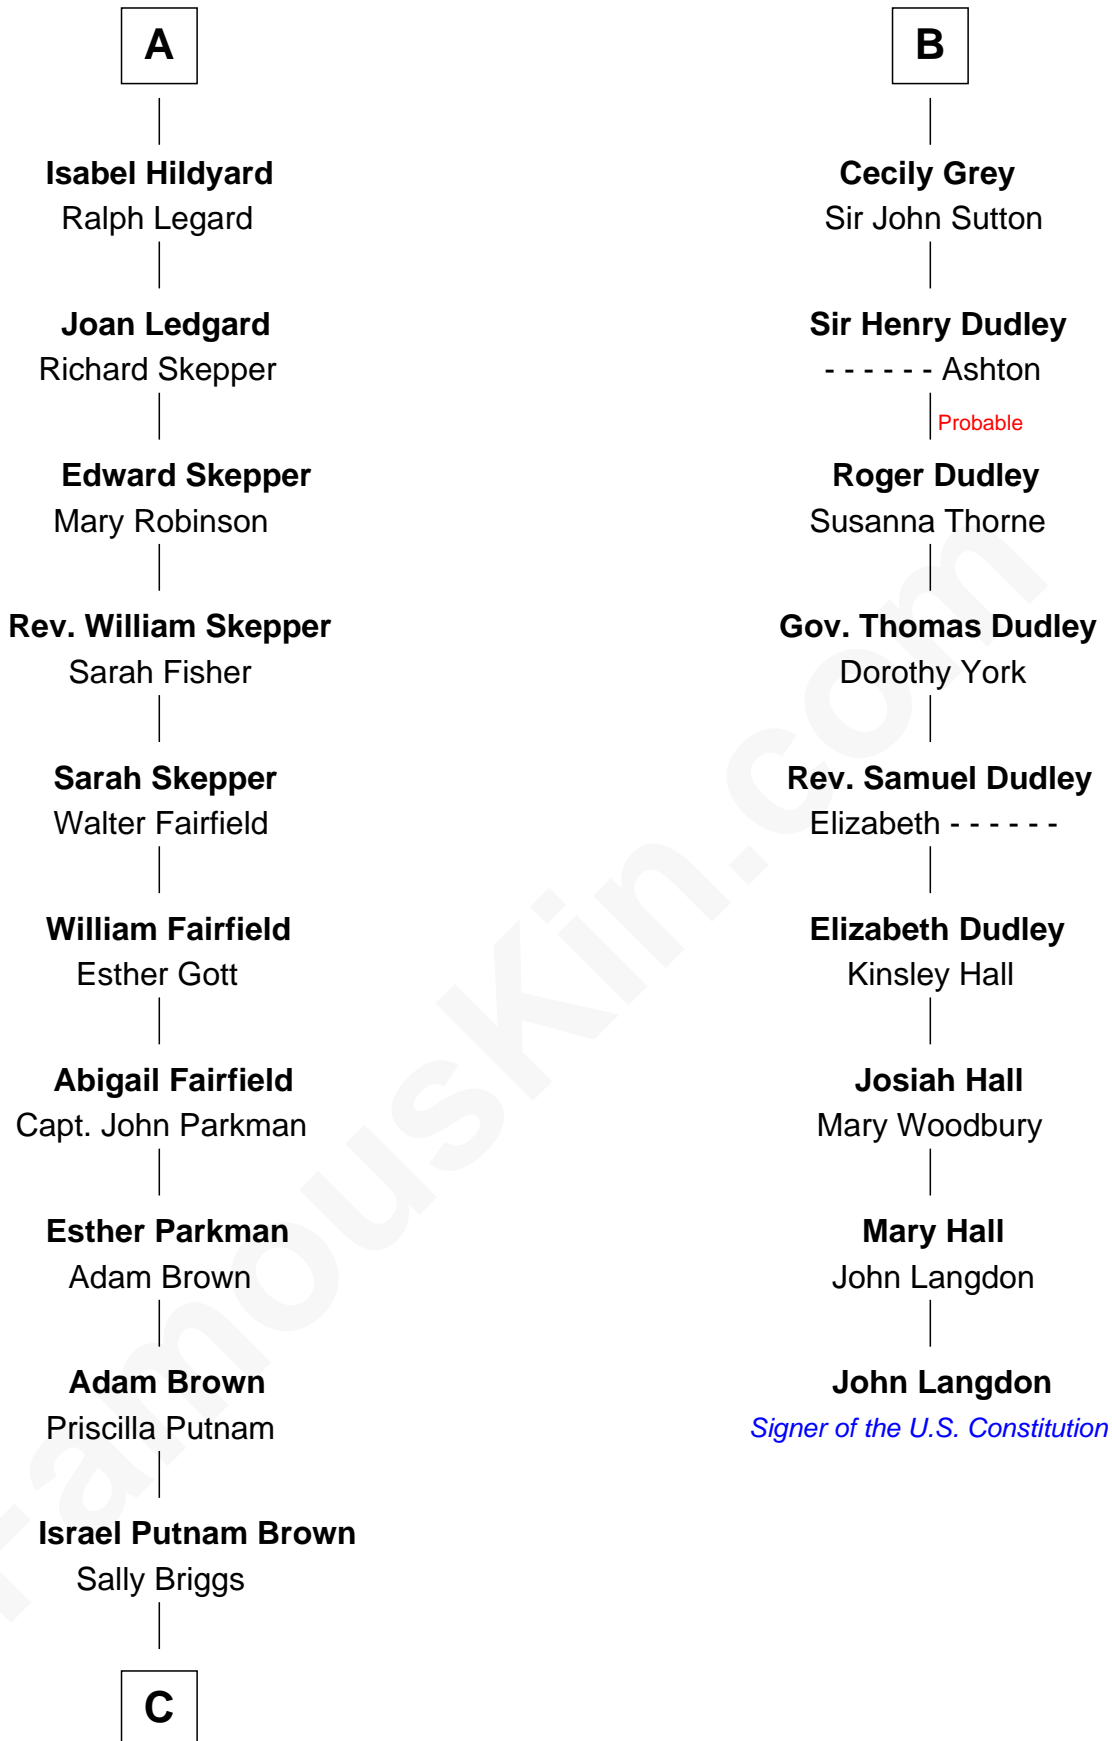 A
Isabel Hildyard
Ralph Legard
Joan Ledgard
Richard Skepper
Edward Skepper
Mary Robinson
Rev. William Skepper
Sarah Fisher
Sarah Skepper
Walter Fairfield
William Fairfield
Esther Gott
Abigail Fairfield
Capt. John Parkman
Esther Parkman
Adam Brown
Adam Brown
Priscilla Putnam
Israel Putnam Brown
Sally Briggs
C
B
Cecily Grey
Sir John Sutton
Sir Henry Dudley
- - - - - - Ashton
Probable
Roger Dudley
Susanna Thorne
Gov. Thomas Dudley
Dorothy York
Rev. Samuel Dudley
Elizabeth - - - - - -
Elizabeth Dudley
Kinsley Hall
Josiah Hall
Mary Woodbury
Mary Hall
John Langdon
John Langdon
Signer of the U.S. Constitution
FamousKin.com